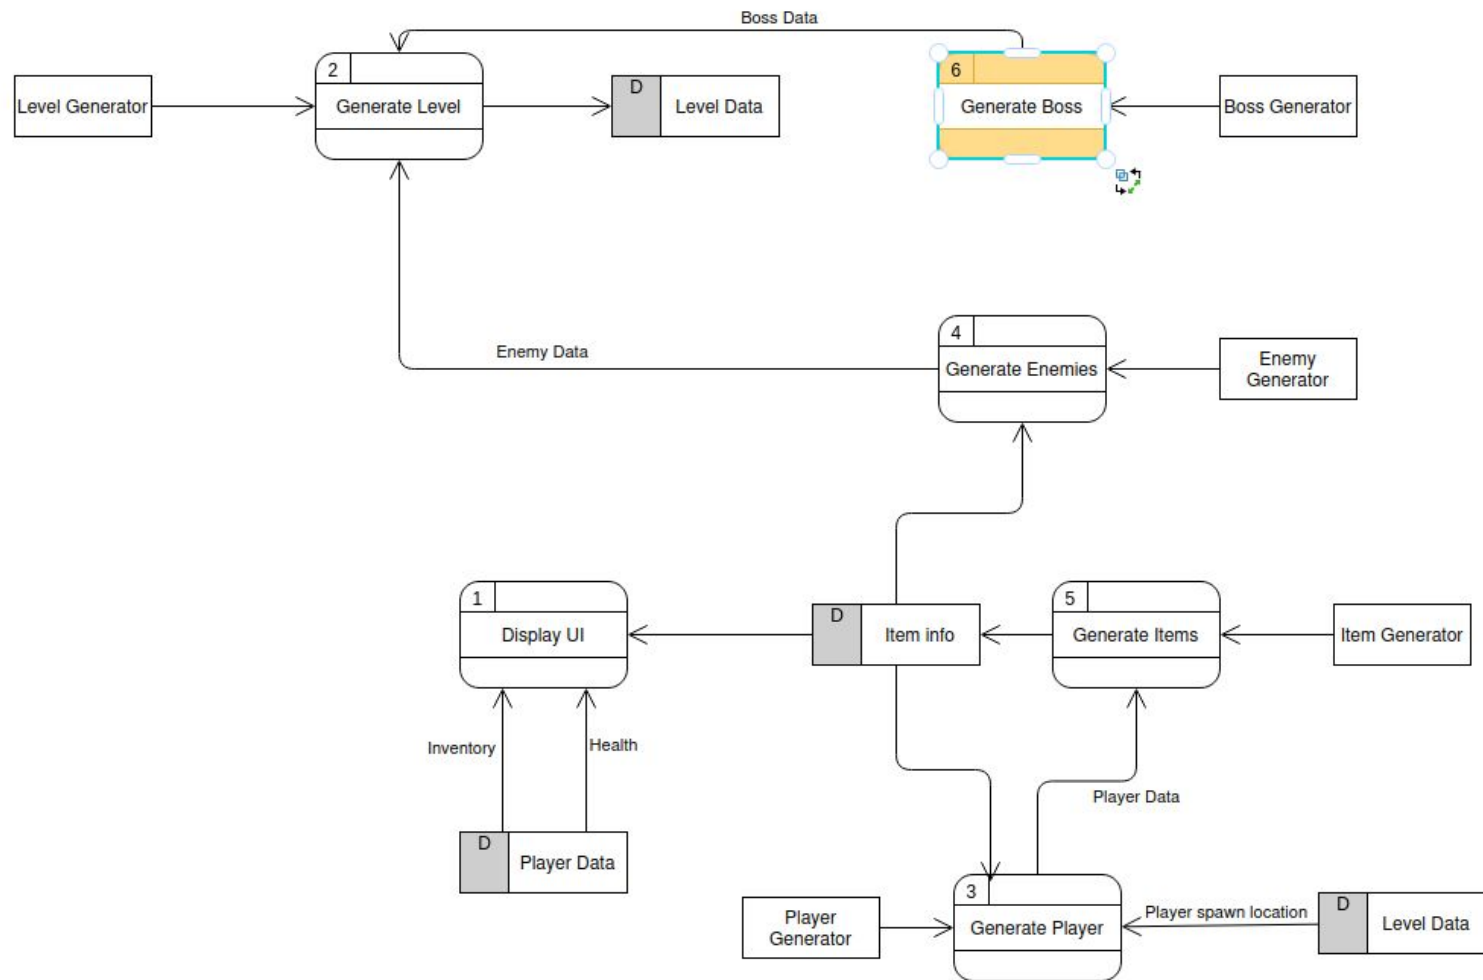 Boss Data
2
6
Level Generator
Generate Level
D
Level Data
Generate Boss
Boss Generator
4
Enemy Data
Generate Enemies
Enemy
Generator
1
D
5
Display UI
Item info
Generate Items
Item Generator
Inventory
Health
Player Data
D
Player Data
3
Player
Generator
Generate Player
Player spawn location
D
Level Data